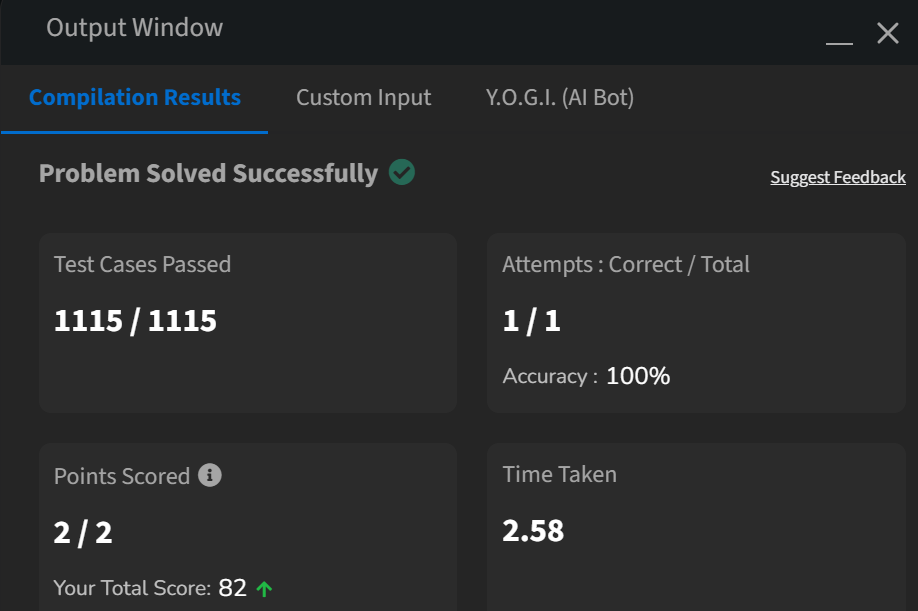 Output Window
Compilation Results Custom Input Y.O.G.I. (AI Bot)
Problem Solved Successfully
Suggest Feedback
Test Cases Passed
1115 / 1115
Attempts : Correct / Total
1 / 1
Accuracy : 100%
Points Scored
2 / 2
Your Total Score: 82
Time Taken
2.58